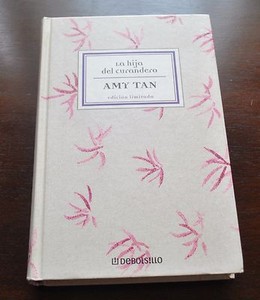 La hija
del curandero
AMY TAN
edición limitada
DEBOLSILLO